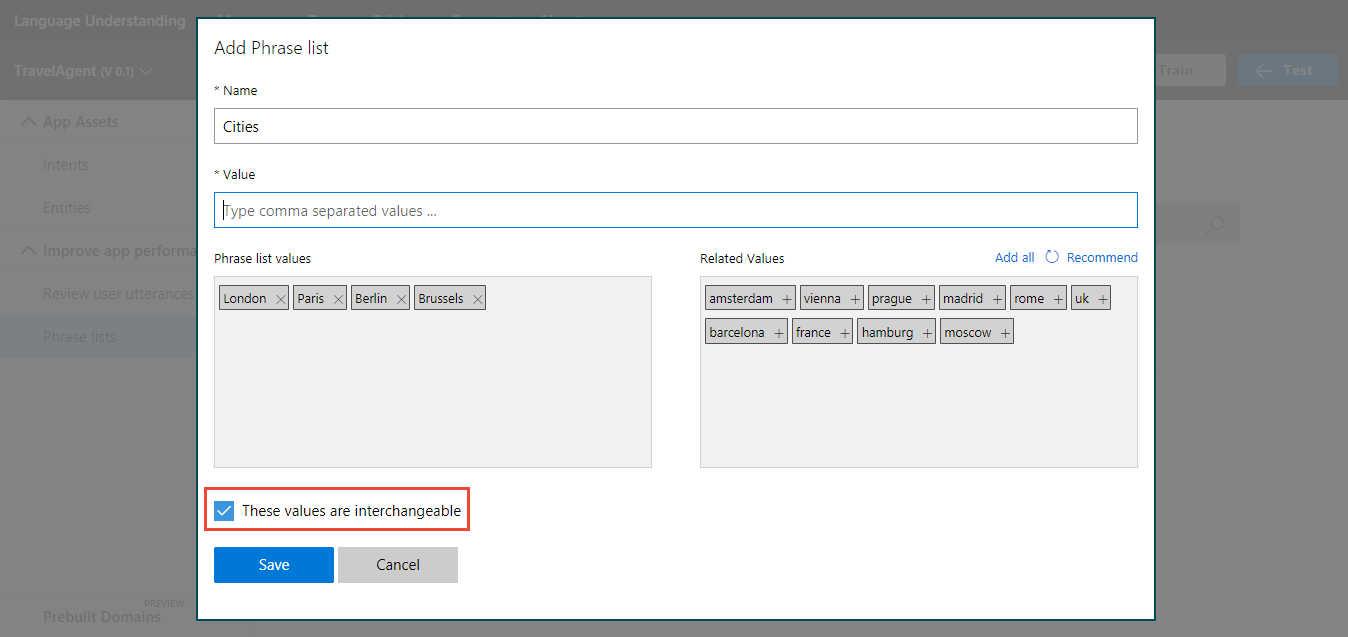 Language Understanding
TravelAgent (V 0.1)
Train
Test
App Assets
Intents
Entities
Improve app performa
Review user utterances
Phrase lists
PREVIEW
Prebuilt Domains
Add Phrase list
* Name
Cities
* Value
Type comma separated values ...
Phrase list values
Related Values Add all Recommend
London Paris Berlin Brussels
amsterdam vienna prague madrid rome uk
barcelona france hamburg moscow
These values are interchangeable
Save Cancel